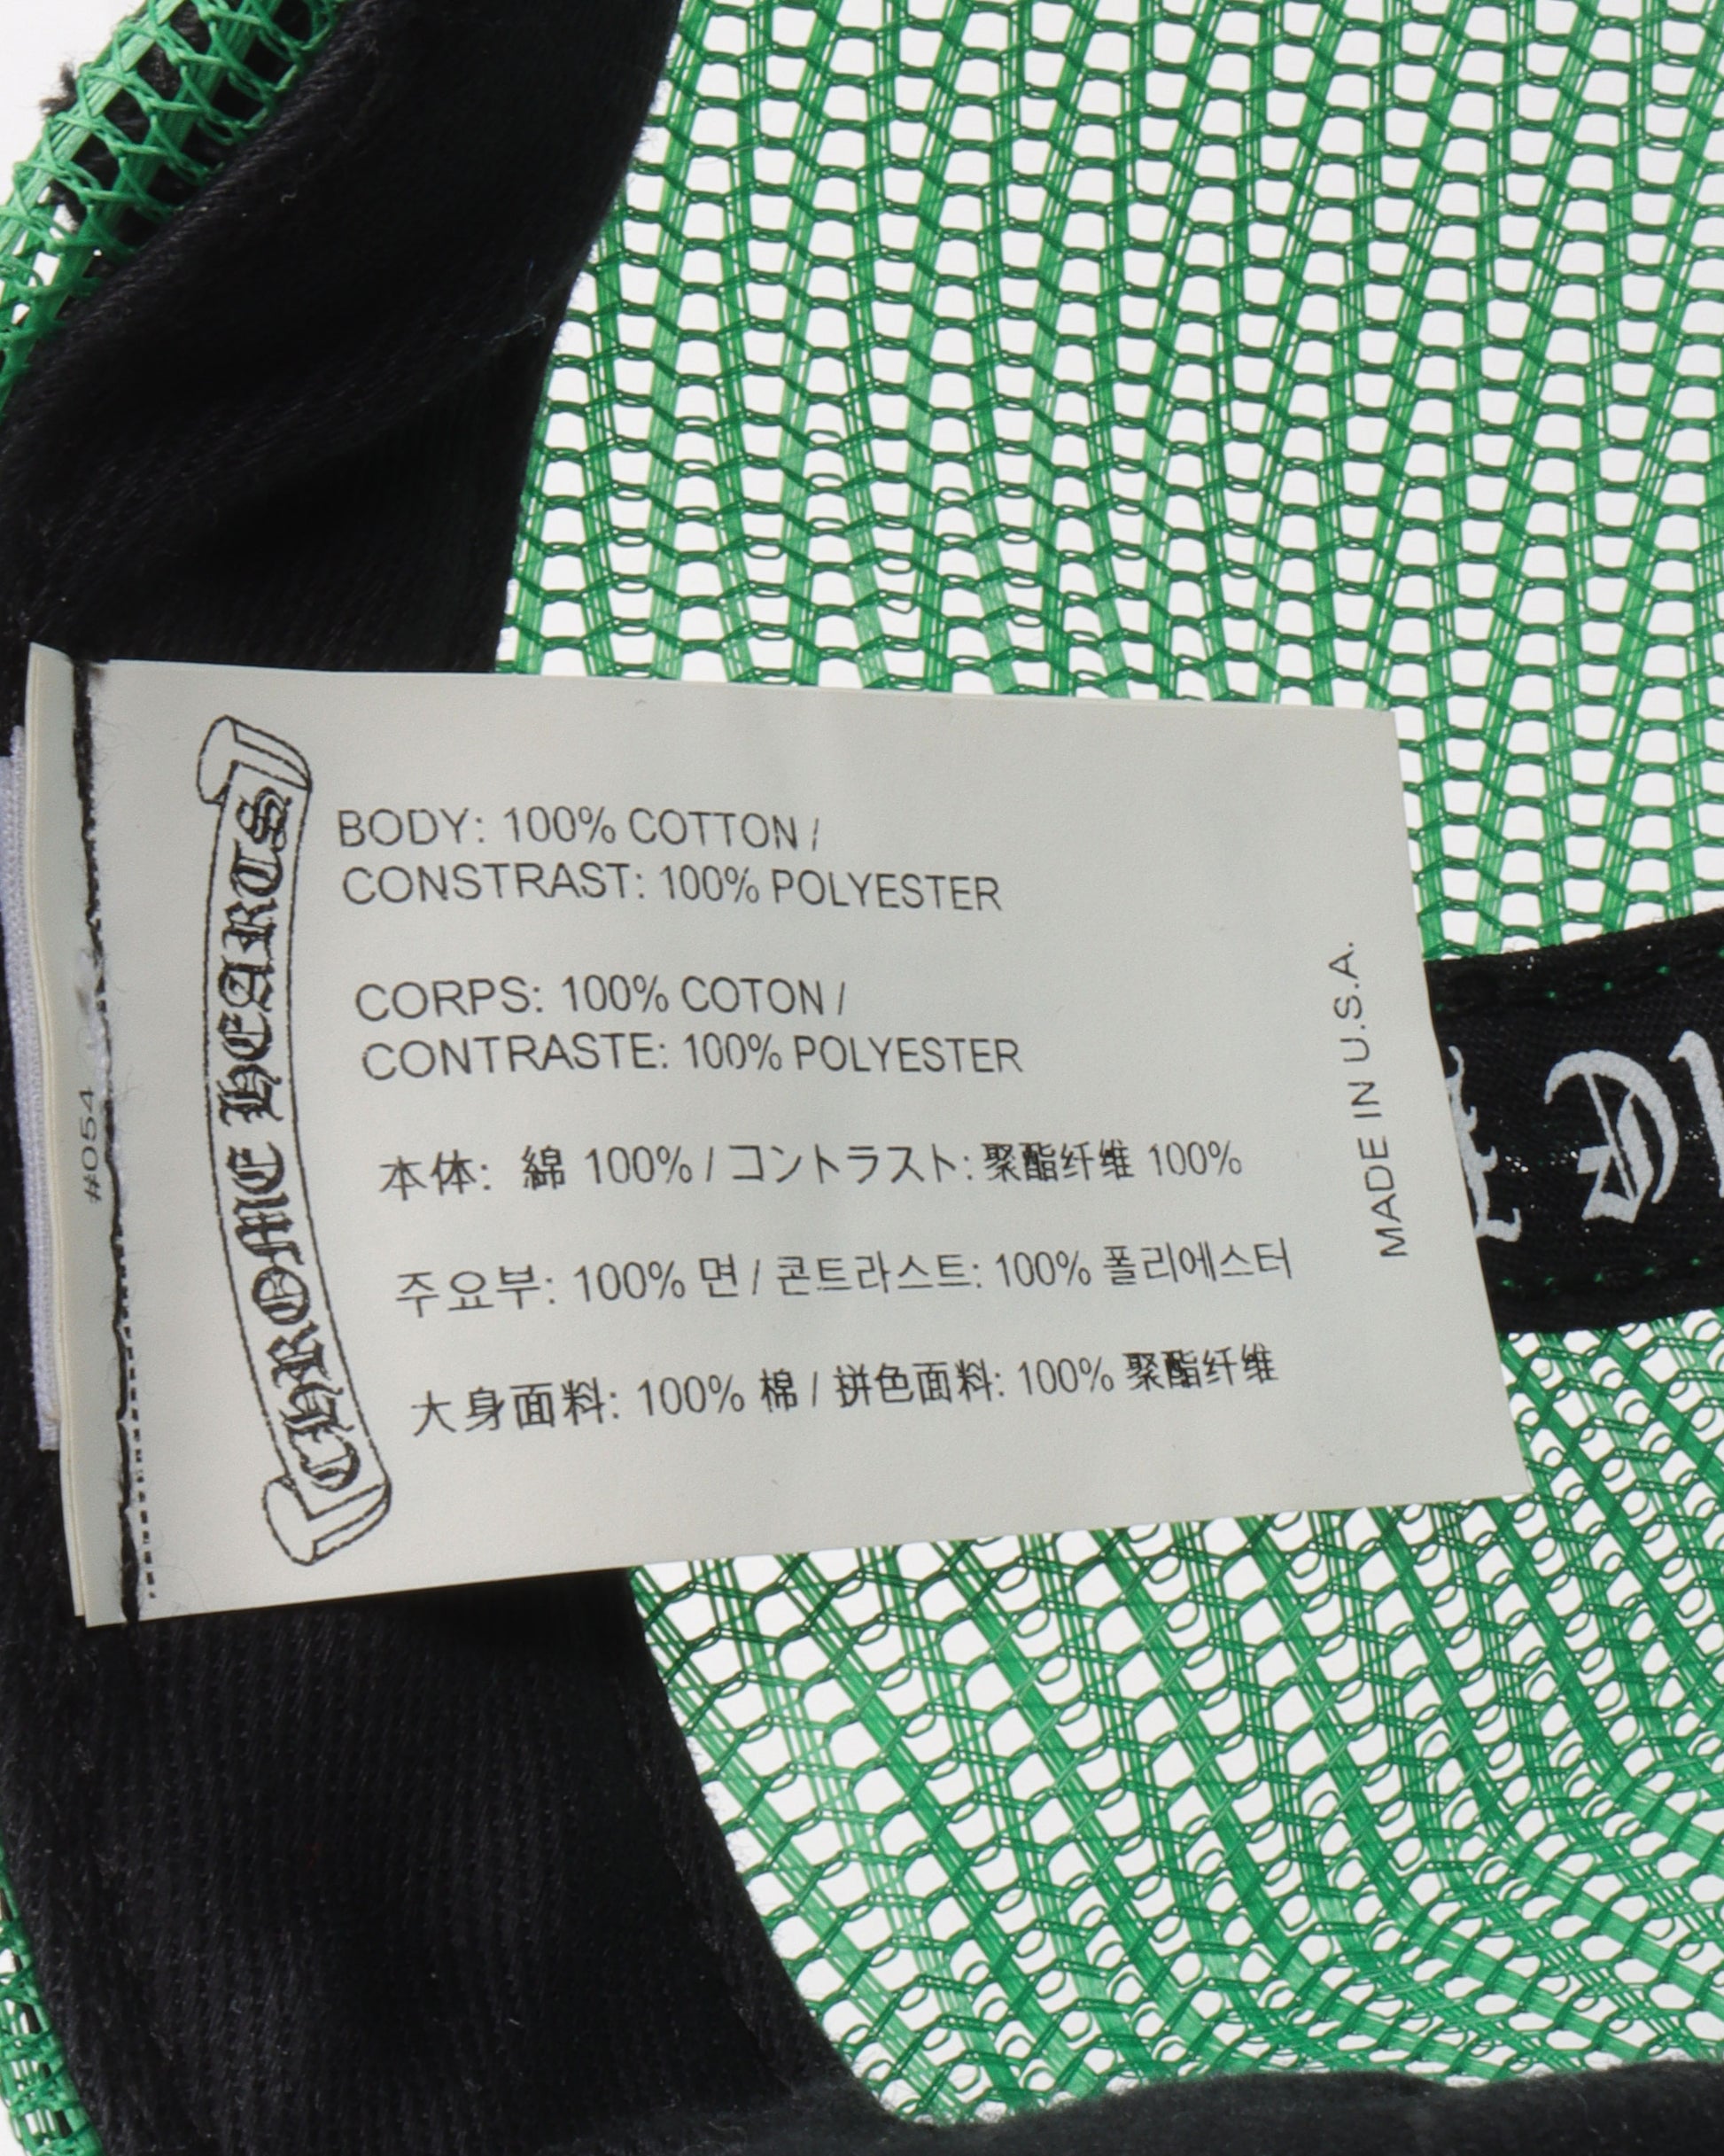 CHROME HEARTS
BODY: 100% COTTON /
CONSTRAST: 100% POLYESTER
CORPS: 100% COTON /
CONTRASTE: 100% POLYESTER
本体: 綿 100% / コントラスト: 聚酯纤维 100%
주요부: 100% 면 / 콘트라스트: 100% 폴리에스터
大身面料: 100% 棉 / 拼色面料: 100% 聚酯纤维
MADE IN U.S.A.
#054